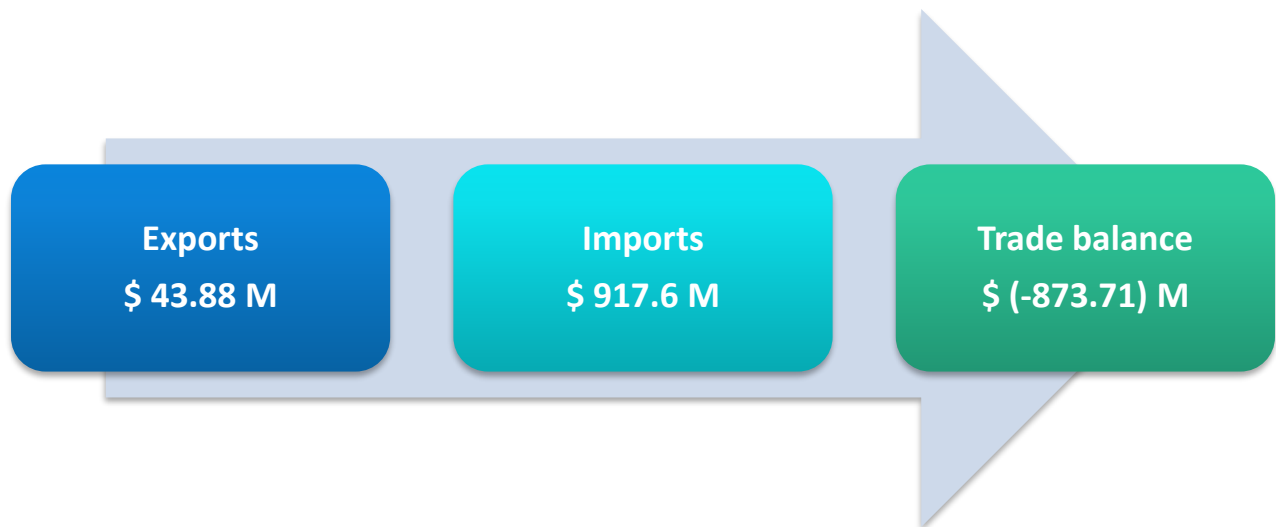 Exports
$ 43.88 M
Imports
$ 917.6 M
Trade balance
$ (-873.71) M